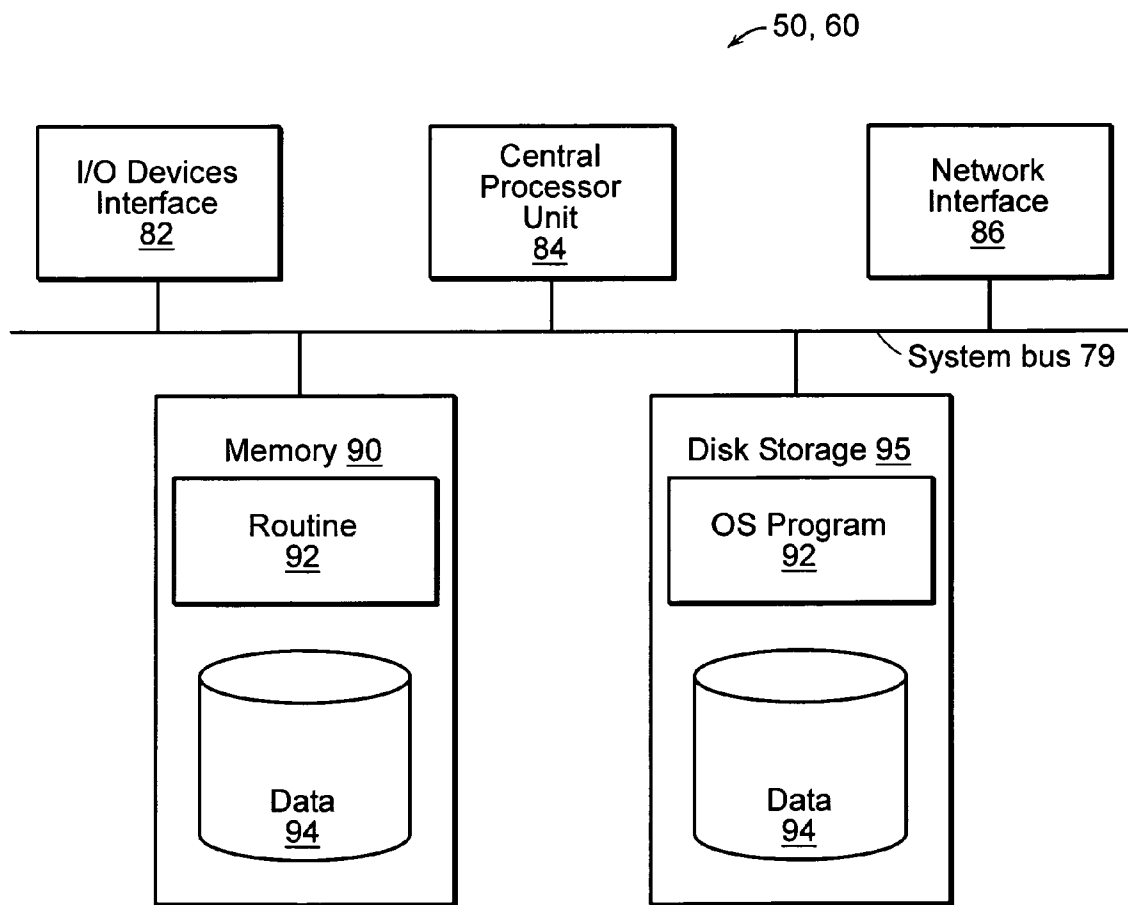 50, 60
I/O Devices
Interface
82
Central
Processor
Unit
84
Network
Interface
86
System bus 79
Memory 90
Routine
92
Data
94
Disk Storage 95
OS Program
92
Data
94